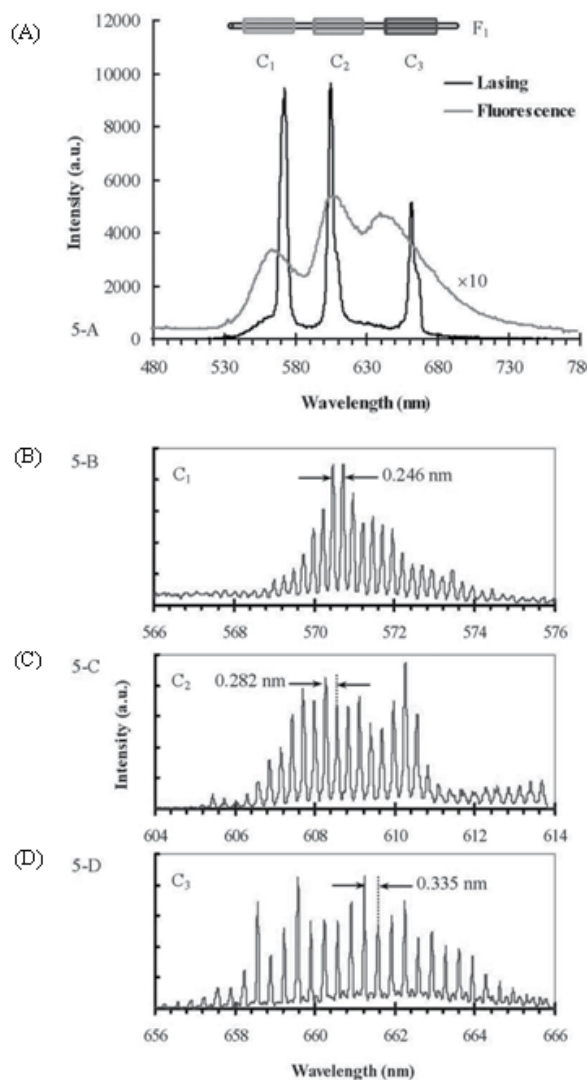 (A)
F1
C1 C2 C3
Lasing
Fluorescence
×10
5-A
Intensity (a.u.)
12000
10000
8000
6000
4000
2000
0
480 530 580 630 680 730 780
Wavelength (nm)
(B)
5-B
C1
0.246 nm
566 568 570 572 574 576
(C)
5-C
C2
0.282 nm
604 606 608 610 612 614
Intensity (a.u.)
(D)
5-D
C3
0.335 nm
656 658 660 662 664 666
Wavelength (nm)